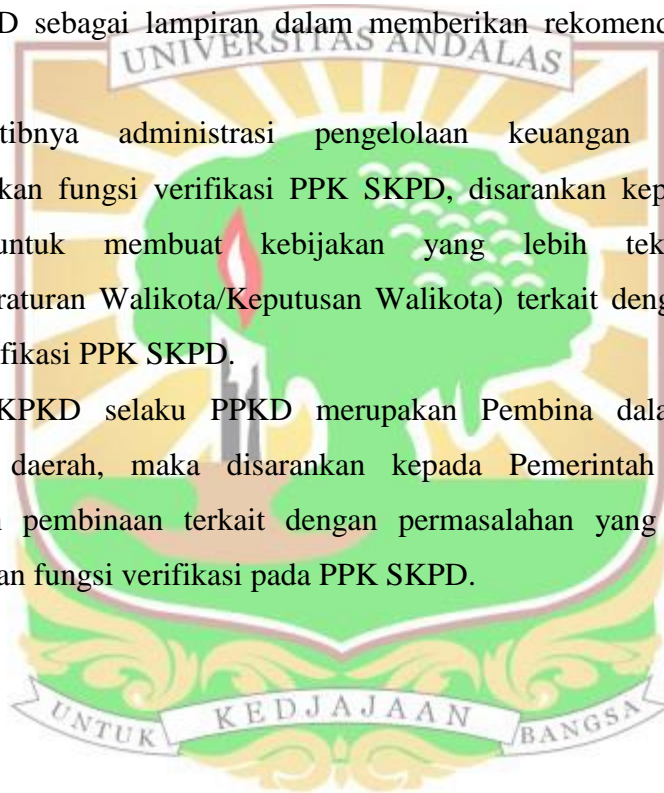 D sebagai lampiran dalam memberikan rekomend
UNIVERSITAS ANDALAS
tibnya administrasi pengelolaan keuangan
kan fungsi verifikasi PPK SKPD, disarankan kep
untuk membuat kebijakan yang lebih tek
raturan Walikota/Keputusan Walikota) terkait deng
fikasi PPK SKPD.
KPKD selaku PPKD merupakan Pembina dala
daerah, maka disarankan kepada Pemerintah
n pembinaan terkait dengan permasalahan yang
an fungsi verifikasi pada PPK SKPD.
UNTUK KEDJAJAAN BANGSA